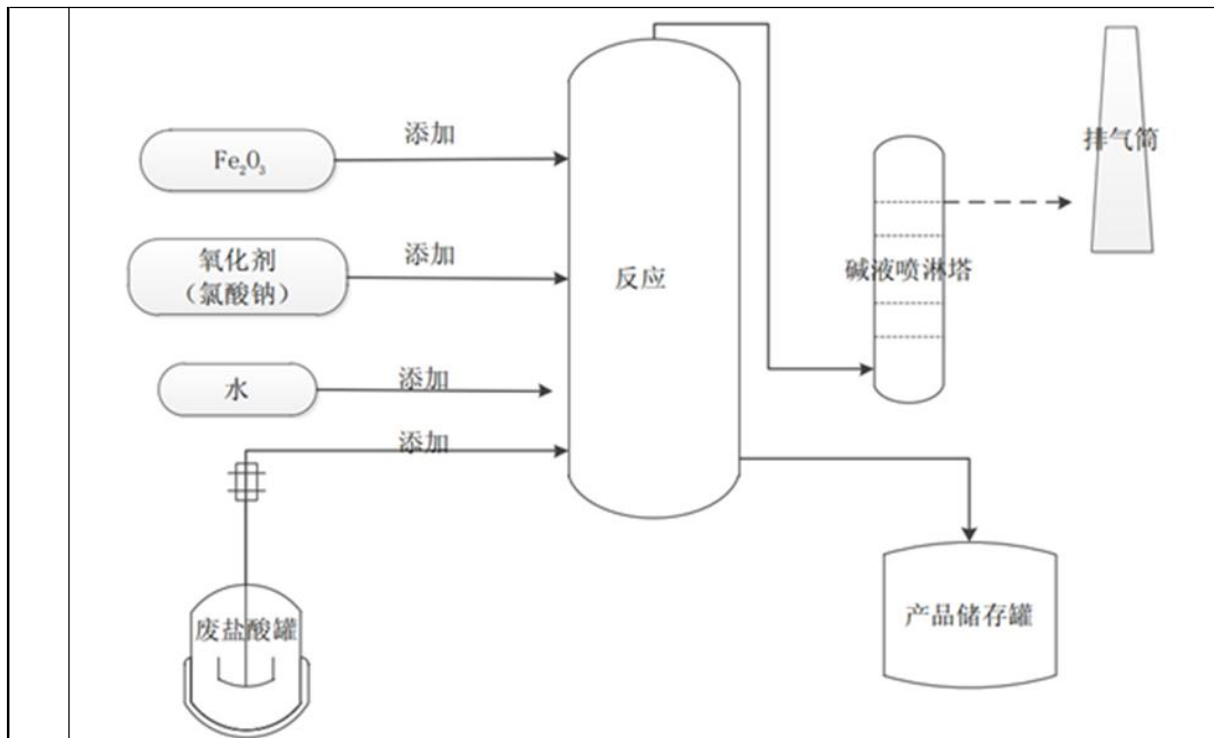 添加
Fe₂O₃
排气筒
添加
氧化剂
（氯酸钠）
反应
碱液喷淋塔
添加
水
添加
废盐酸罐
产品储存罐